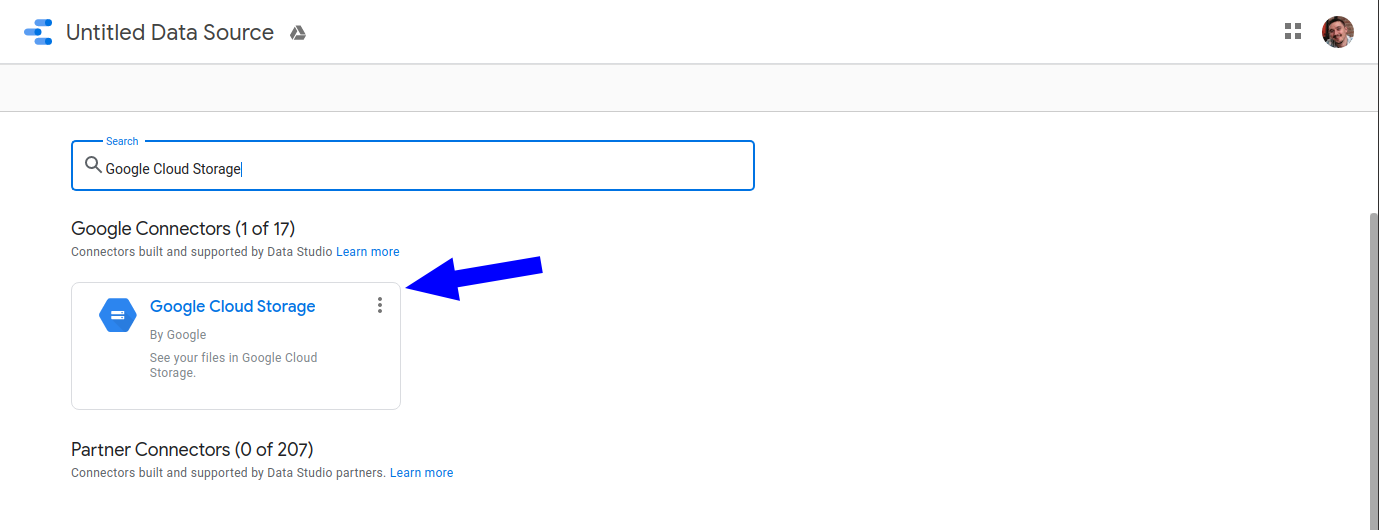 Untitled Data Source
Search
Google Cloud Storage
Google Connectors (1 of 17)
Connectors built and supported by Data Studio Learn more
Google Cloud Storage
By Google
See your files in Google Cloud
Storage.
Partner Connectors (0 of 207)
Connectors built and supported by Data Studio partners. Learn more